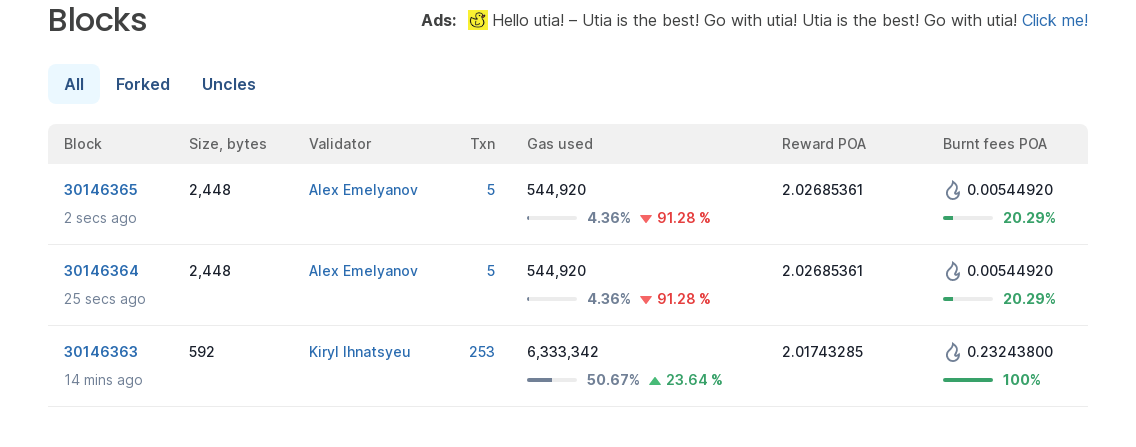 Blocks
Ads: Hello utia! – Utia is the best! Go with utia! Utia is the best! Go with utia! Click me!
All Forked Uncles
Block Size, bytes Validator Txn Gas used Reward POA Burnt fees POA
30146365 2,448 Alex Emelyanov 5 544,920 2.02685361 0.00544920
2 secs ago 4.36% 91.28 % 20.29%
30146364 2,448 Alex Emelyanov 5 544,920 2.02685361 0.00544920
25 secs ago 4.36% 91.28 % 20.29%
30146363 592 Kiryl Ihnatsyeu 253 6,333,342 2.01743285 0.23243800
14 mins ago 50.67% 23.64 % 100%